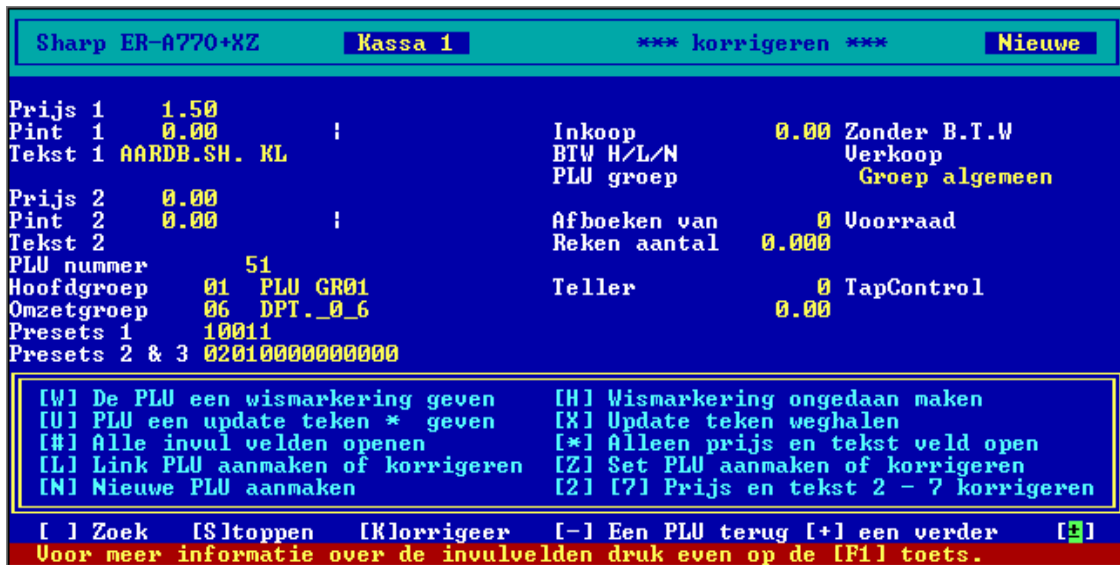 Sharp ER-A770+XZ Kassa 1 *** korrigeren *** Nieuwe
Prijs 1 1.50
Pint 1 0.00 ¦ Inkoop 0.00 Zonder B.T.W
Tekst 1 AARDB.SH. KL BTW H/L/N Verkoop
PLU groep Groep algemeen
Prijs 2 0.00
Pint 2 0.00 ¦ Afboeken van 0 Voorraad
Tekst 2 Reken aantal 0.000
PLU nummer 51
Hoofdgroep 01 PLU GR01 Teller 0 TapControl
Omzetgroep 06 DPT._0_6 0.00
Presets 1 10011
Presets 2 & 3 02010000000000
[W] De PLU een wismarkering geven [H] Wismarkering ongedaan maken
[U] PLU een update teken * geven [X] Update teken weghalen
[#] Alle invul velden openen [*] Alleen prijs en tekst veld open
[L] Link PLU aanmaken of korrigeren [Z] Set PLU aanmaken of korrigeren
[N] Nieuwe PLU aanmaken [2] [7] Prijs en tekst 2 - 7 korrigeren
[ ] Zoek [S]toppen [K]orrigeer [-] Een PLU terug [+] een verder [±]
Voor meer informatie over de invulvelden druk even op de [F1] toets.